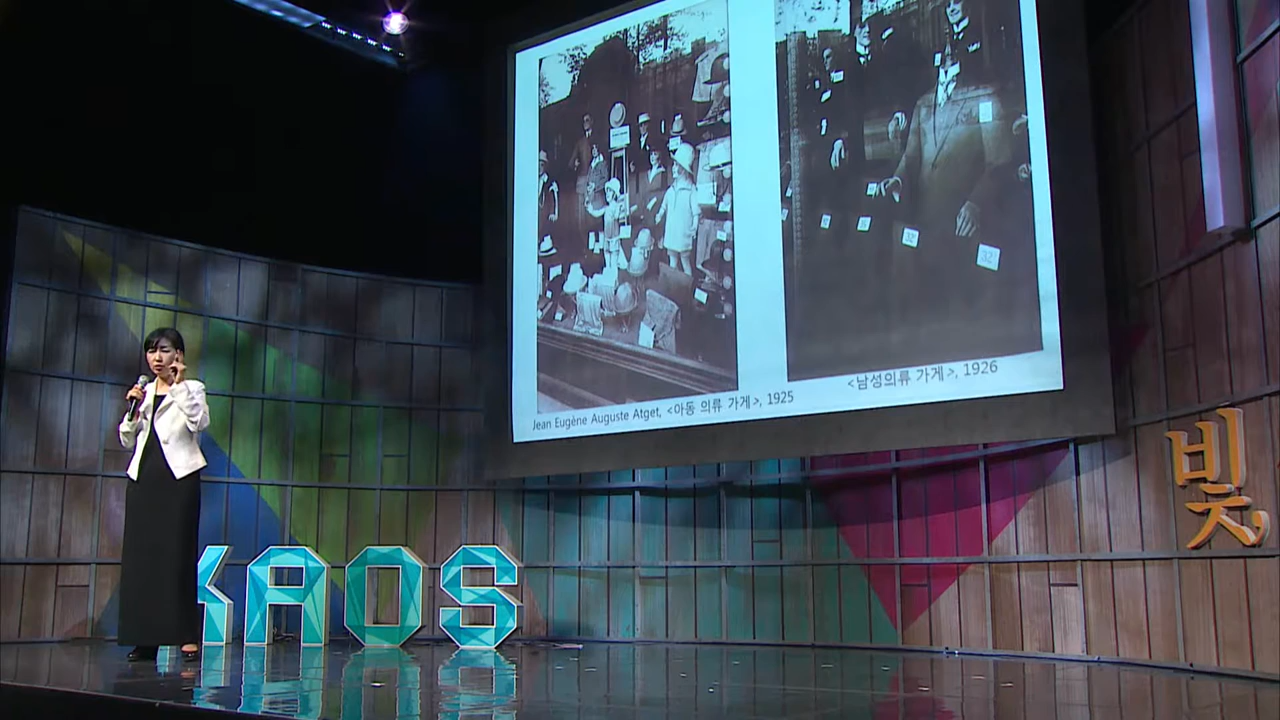 Jean Eugène Auguste Atget, <아동 의류 가게>, 1925
<남성의류 가게>, 1926
32
KAOS
빛,